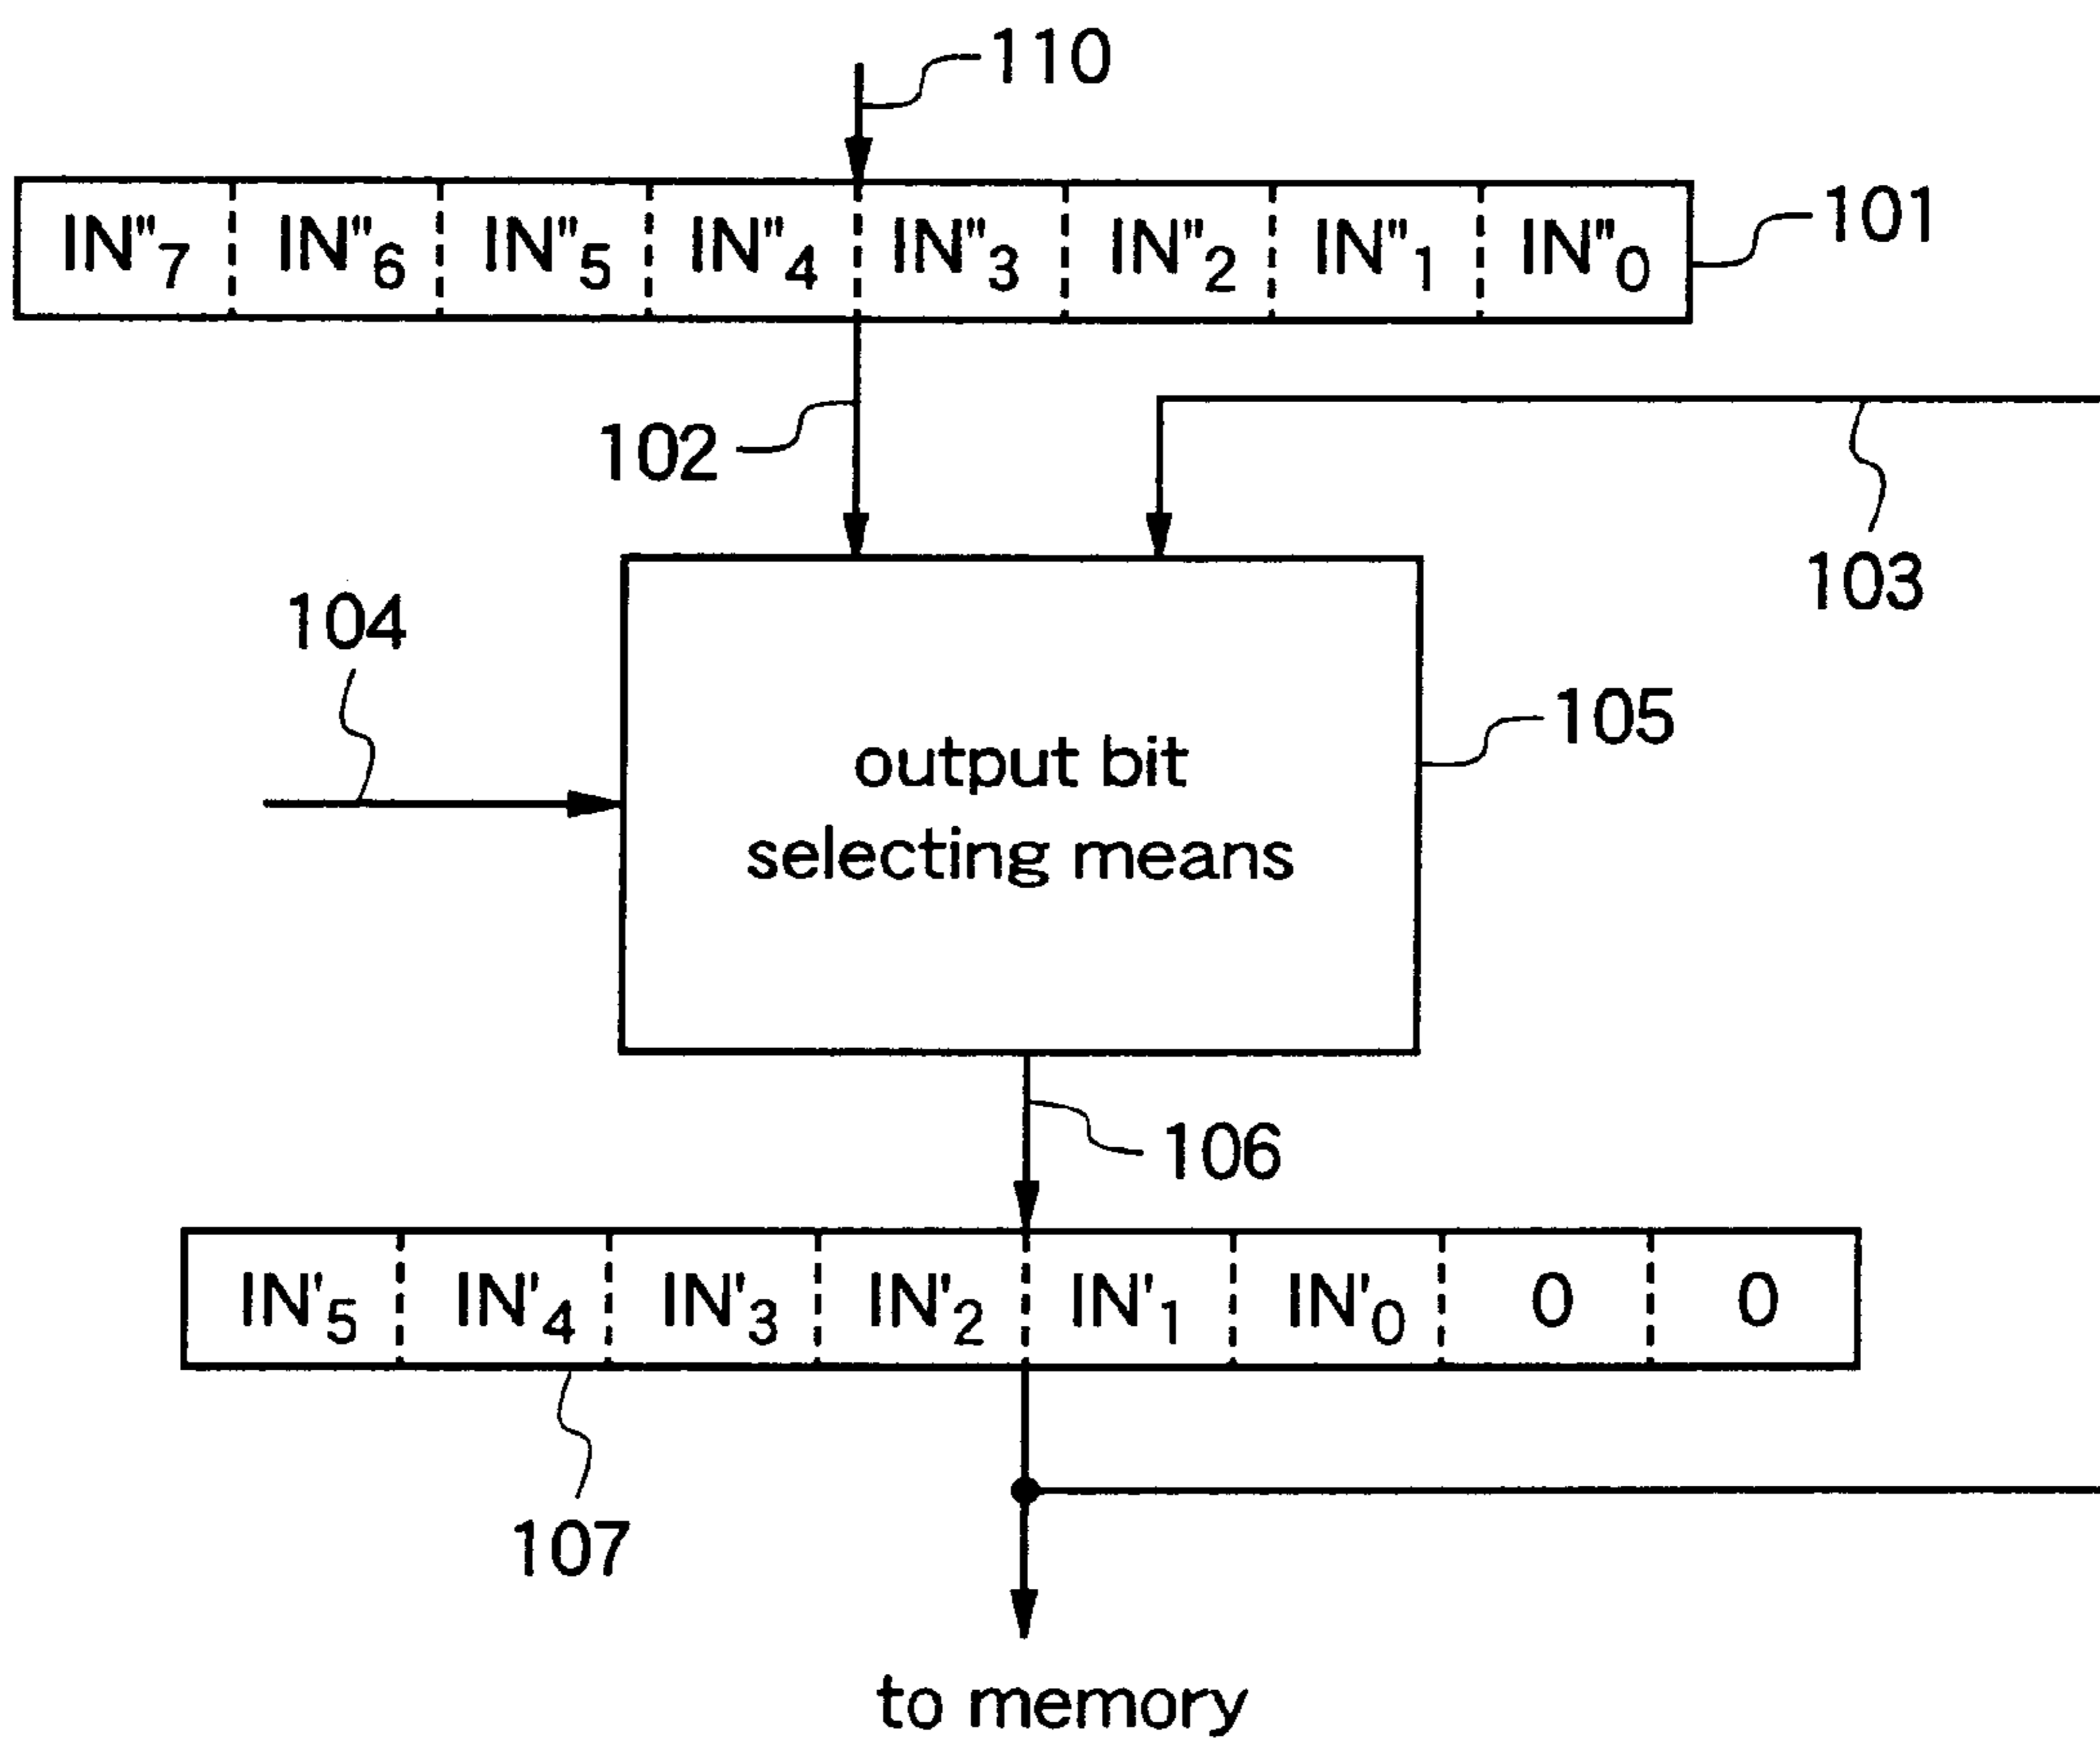 110
IN"7 IN"6 IN"5 IN"4 IN"3 IN"2 IN"1 IN"0
101
102
103
104
105
output bit
selecting means
106
IN'5 IN'4 IN'3 IN'2 IN'1 IN'0 0 0
107
to memory